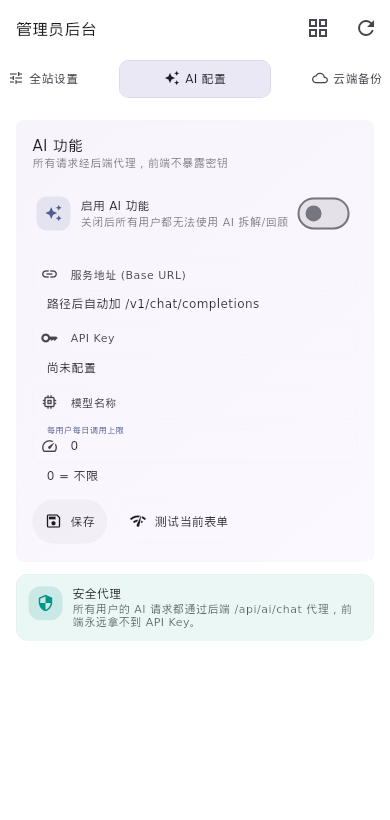 管理员后台
全站设置
AI 配置
云端备份
AI 功能
所有请求经后端代理，前端不暴露密钥
启用 AI 功能
关闭后所有用户都无法使用 AI 拆解/回顾
服务地址 (Base URL)
路径后自动加 /v1/chat/completions
API Key
尚未配置
模型名称
每用户每日调用上限
0
0 = 不限
保存
测试当前表单
安全代理
所有用户的 AI 请求都通过后端 /api/ai/chat 代理，前
端永远拿不到 API Key。